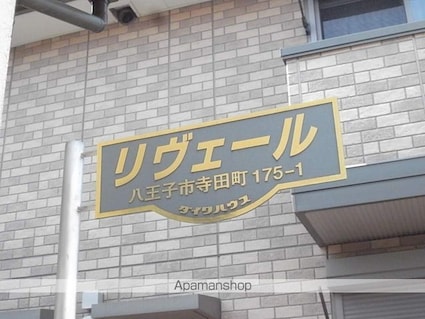 リヴェール
八王子市寺田町 175-1
ダイワハウス
Apamanshop